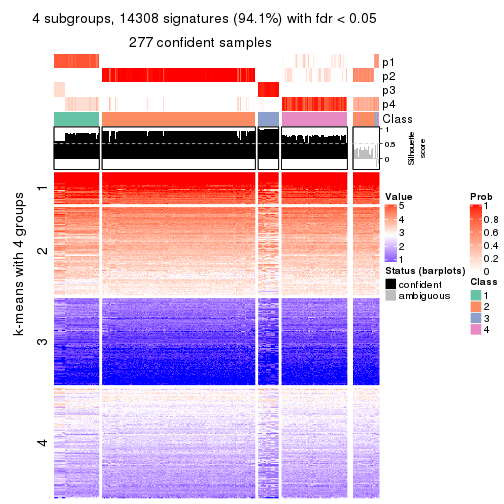 4 subgroups, 14308 signatures (94.1%) with fdr < 0.05
277 confident samples
p1
p2
p3
p4
Class
1
0.5
0
Silhouette
score
k-means with 4 groups
1
2
3
4
Value
5
4
3
2
1
Status (barplots)
confident
ambiguous
Prob
1
0.8
0.6
0.4
0.2
0
Class
1
2
3
4